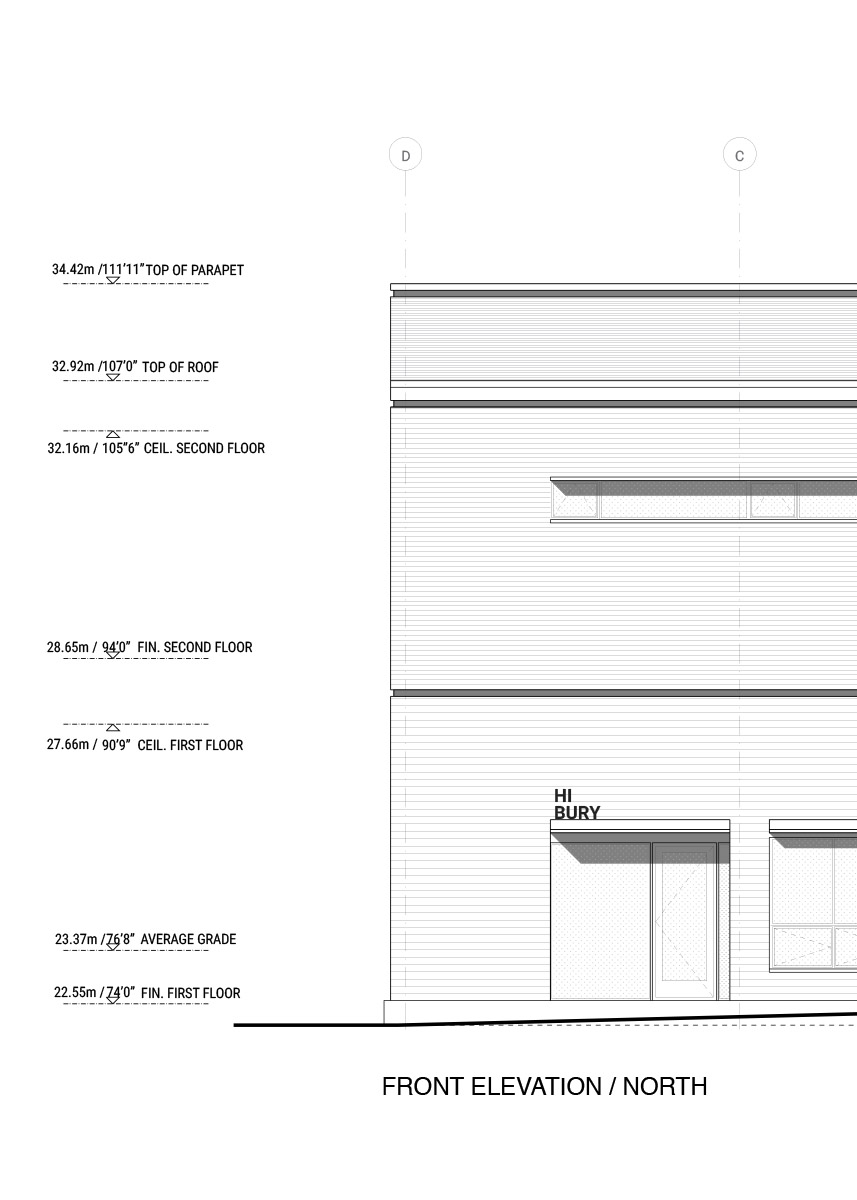 D
C
34.42m /111’11” TOP OF PARAPET
32.92m /107’0” TOP OF ROOF
32.16m / 105”6” CEIL. SECOND FLOOR
28.65m / 94’0” FIN. SECOND FLOOR
27.66m / 90’9” CEIL. FIRST FLOOR
HI
BURY
23.37m /76’8” AVERAGE GRADE
22.55m /74’0” FIN. FIRST FLOOR
FRONT ELEVATION / NORTH